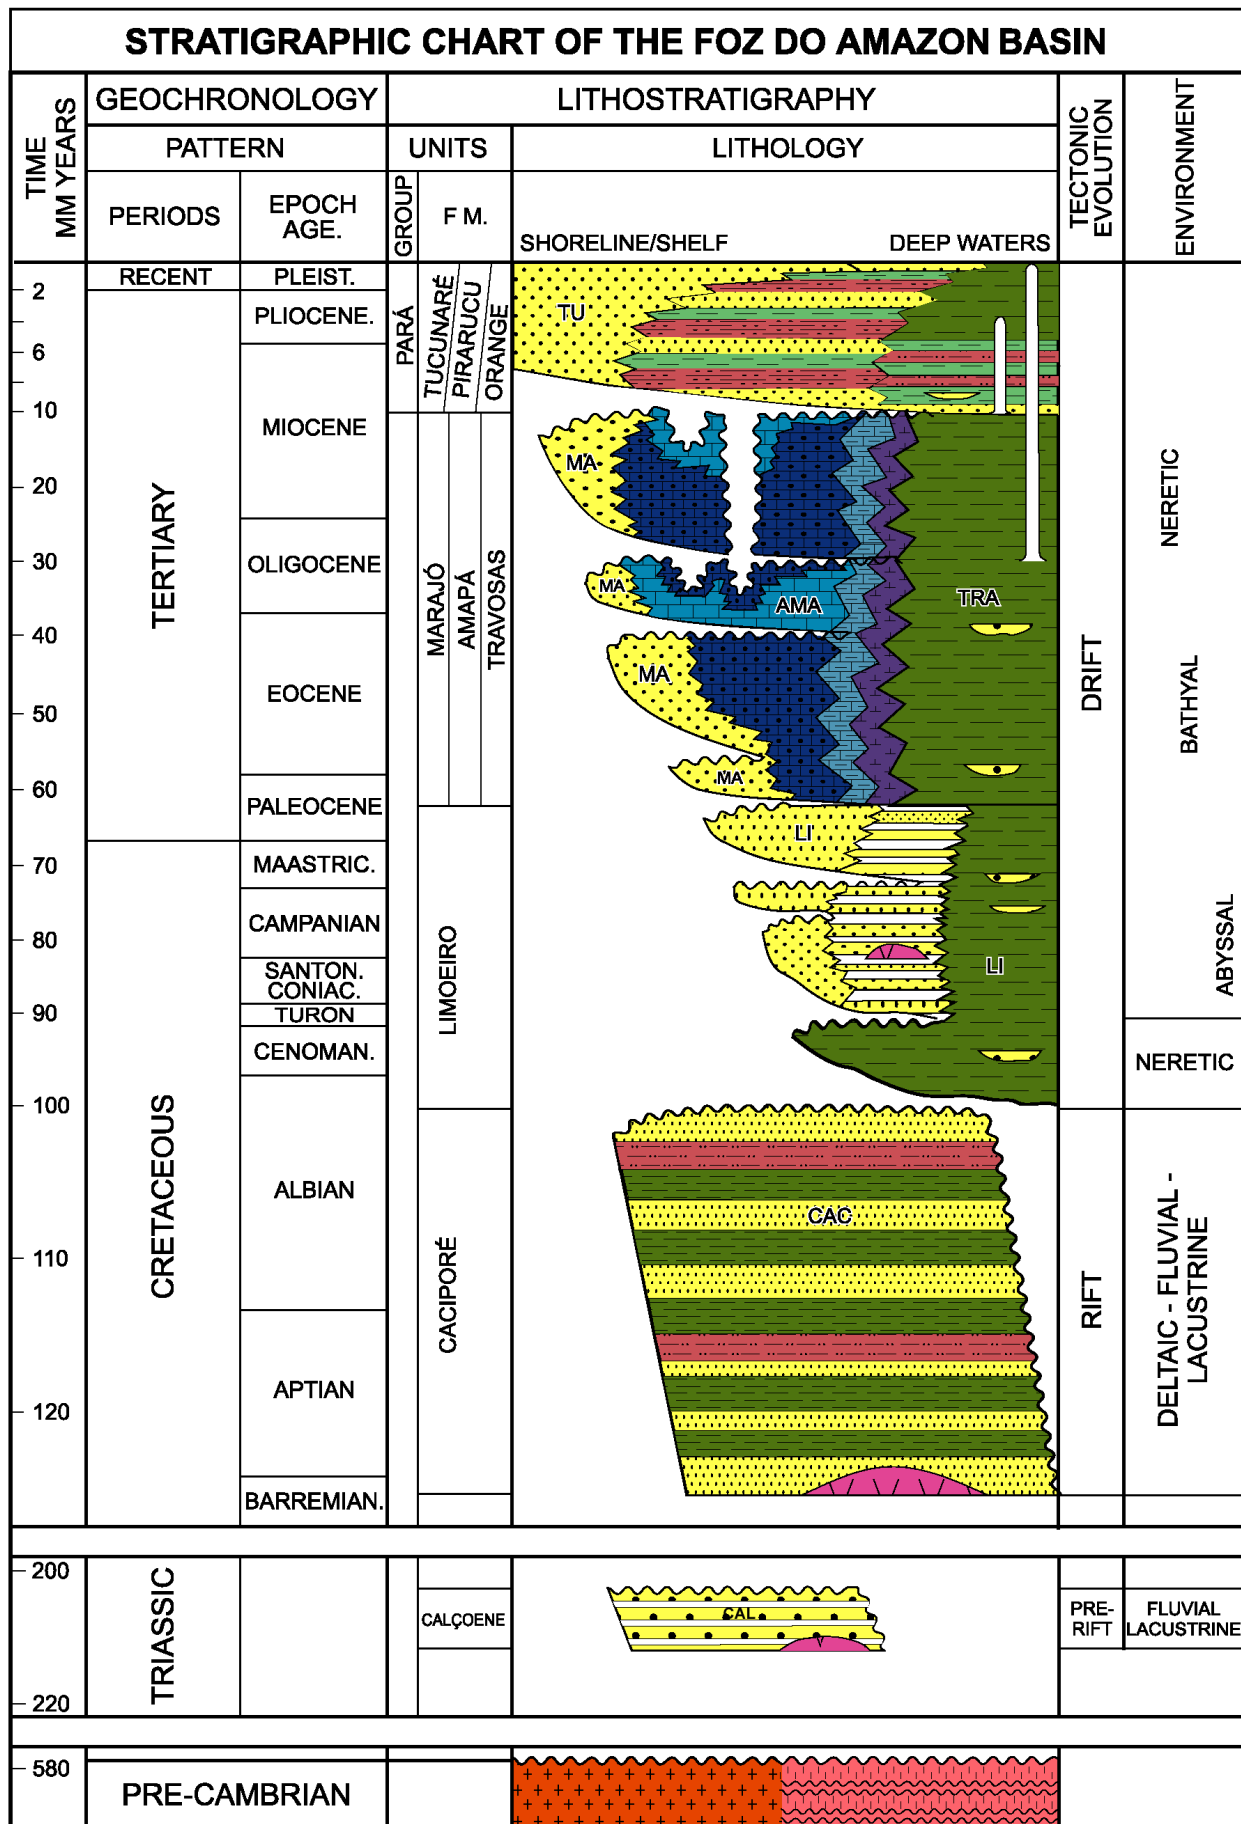 STRATIGRAPHIC CHART OF THE FOZ DO AMAZON BASIN
TIME
MM YEARS
GEOCHRONOLOGY
LITHOSTRATIGRAPHY
TECTONIC
EVOLUTION
ENVIRONMENT
PATTERN
UNITS
LITHOLOGY
PERIODS
EPOCH
AGE.
GROUP
F M.
SHORELINE/SHELF
DEEP WATERS
RECENT
PLEIST.
2
PLIOCENE.
6
10
MIOCENE
20
TERTIARY
30
OLIGOCENE
40
EOCENE
50
60
PALEOCENE
70
MAASTRIC.
CAMPANIAN
80
SANTON.
CONIAC.
90
TURON
CENOMAN.
100
CRETACEOUS
ALBIAN
110
APTIAN
120
BARREMIAN.
PARÁ
TUCUNARÉ
PIRARUCU
ORANGE
MARAJÓ
AMAPÁ
TRAVOSAS
LIMOEIRO
CACIPORÉ
TU
MA
MA
AMA
TRA
MA
MA
LI
LI
CAC
DRIFT
RIFT
NERETIC
BATHYAL
ABYSSAL
NERETIC
DELTAIC - FLUVIAL -
LACUSTRINE
200
TRIASSIC
220
CALÇOENE
CAL
PRE-
RIFT
FLUVIAL
LACUSTRINE
580
PRE-CAMBRIAN